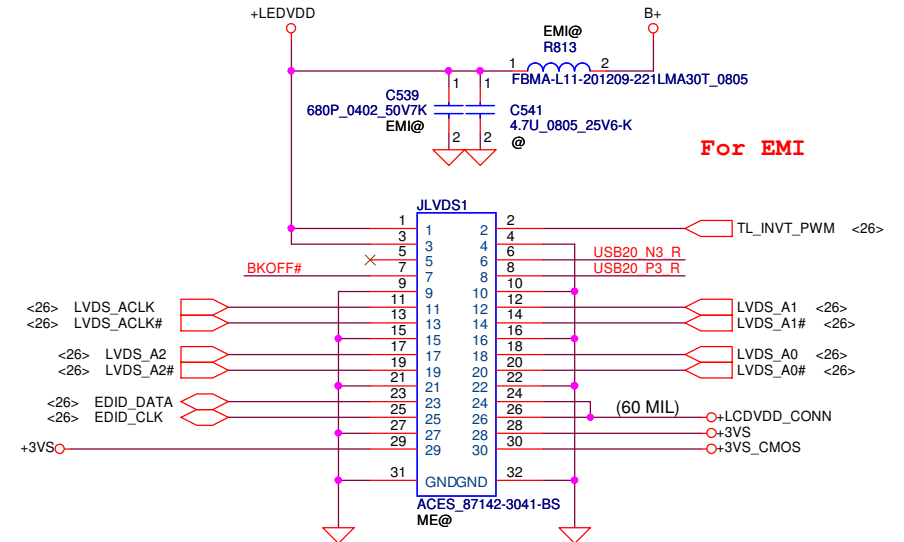 +LEDVDD B+
EMI@
R813
1 2
FBMA-L11-201209-221LMA30T_0805
C539 1 1 C541
680P_0402_50V7K 4.7U_0805_25V6-K
EMI@ 2 2 @
For EMI
JLVDS1
1 1 2 2 TL_INVT_PWM <26>
3 3 4 4
5 5 6 6 USB20_N3_R
BKOFF# 7 7 8 8 USB20_P3_R
9 9 10 10
<26> LVDS_ACLK 11 11 12 12 LVDS_A1 <26>
<26> LVDS_ACLK# 13 13 14 14 LVDS_A1# <26>
15 15 16 16
<26> LVDS_A2 17 17 18 18 LVDS_A0 <26>
<26> LVDS_A2# 19 19 20 20 LVDS_A0# <26>
21 21 22 22
<26> EDID_DATA 23 23 24 24 (60 MIL)
<26> EDID_CLK 25 25 26 26 +LCDVDD_CONN
27 27 28 28 +3VS
+3VS 29 29 30 30 +3VS_CMOS
31 GND GND 32
ACES_87142-3041-BS
ME@